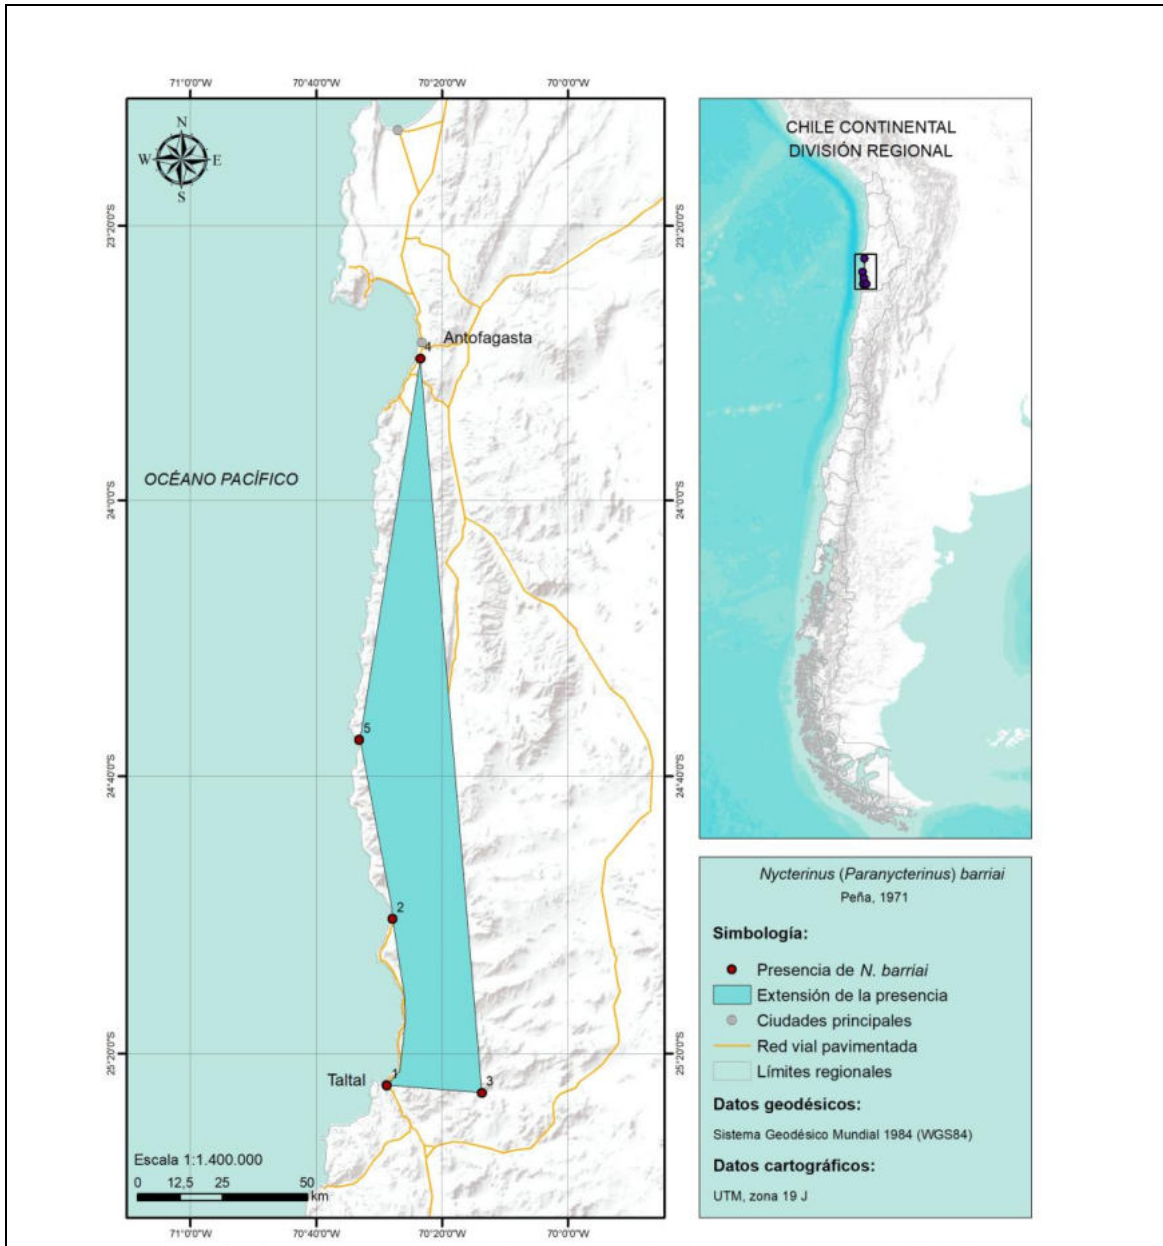 71°0'0"W 70°40'0"W 70°20'0"W 70°0'0"W
N
W E
S
23°20'0"S
24°0'0"S
24°40'0"S
25°20'0"S
23°20'0"S
24°0'0"S
24°40'0"S
25°20'0"S
Antofagasta
4
OCÉANO PACÍFICO
5
2
1
Taltal
3
Escala 1:1.400.000
0 12,5 25 50
km
71°0'0"W 70°40'0"W 70°20'0"W 70°0'0"W
CHILE CONTINENTAL
DIVISIÓN REGIONAL
Nycterinus (Paranycterinus) barriai
Peña, 1971
Simbología:
Presencia de N. barriai
Extensión de la presencia
Ciudades principales
Red vial pavimentada
Límites regionales
Datos geodésicos:
Sistema Geodésico Mundial 1984 (WGS84)
Datos cartográficos:
UTM, zona 19 J